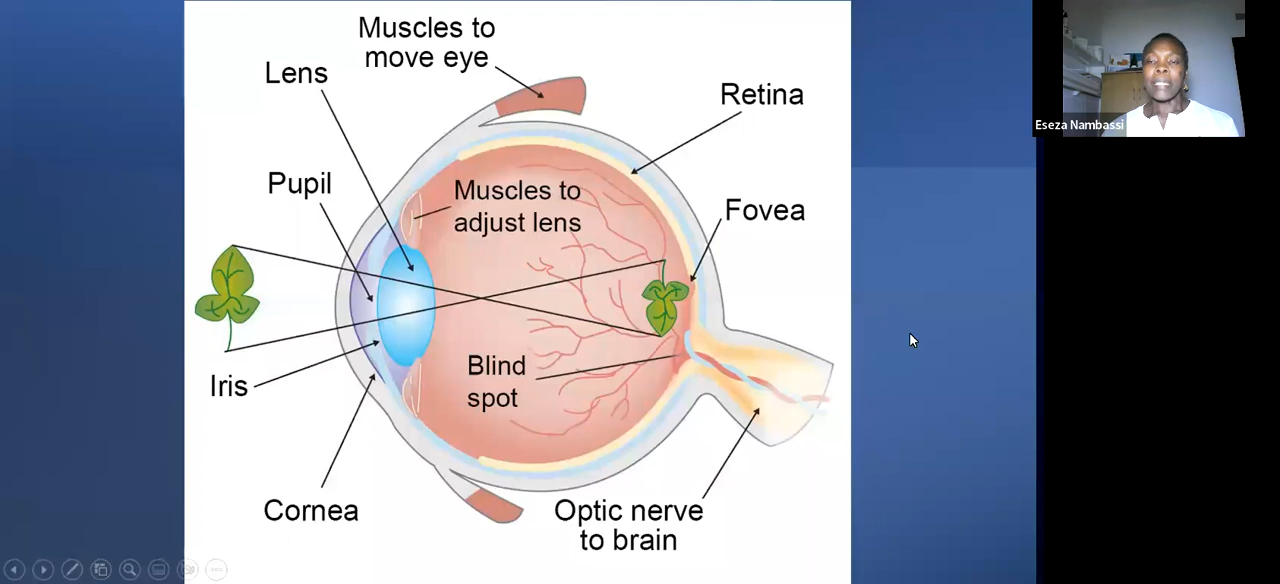 Muscles to
move eye
Lens
Retina
Eseza Nambassi
Pupil
Muscles to
adjust lens
Fovea
Blind
spot
Iris
Cornea
Optic nerve
to brain